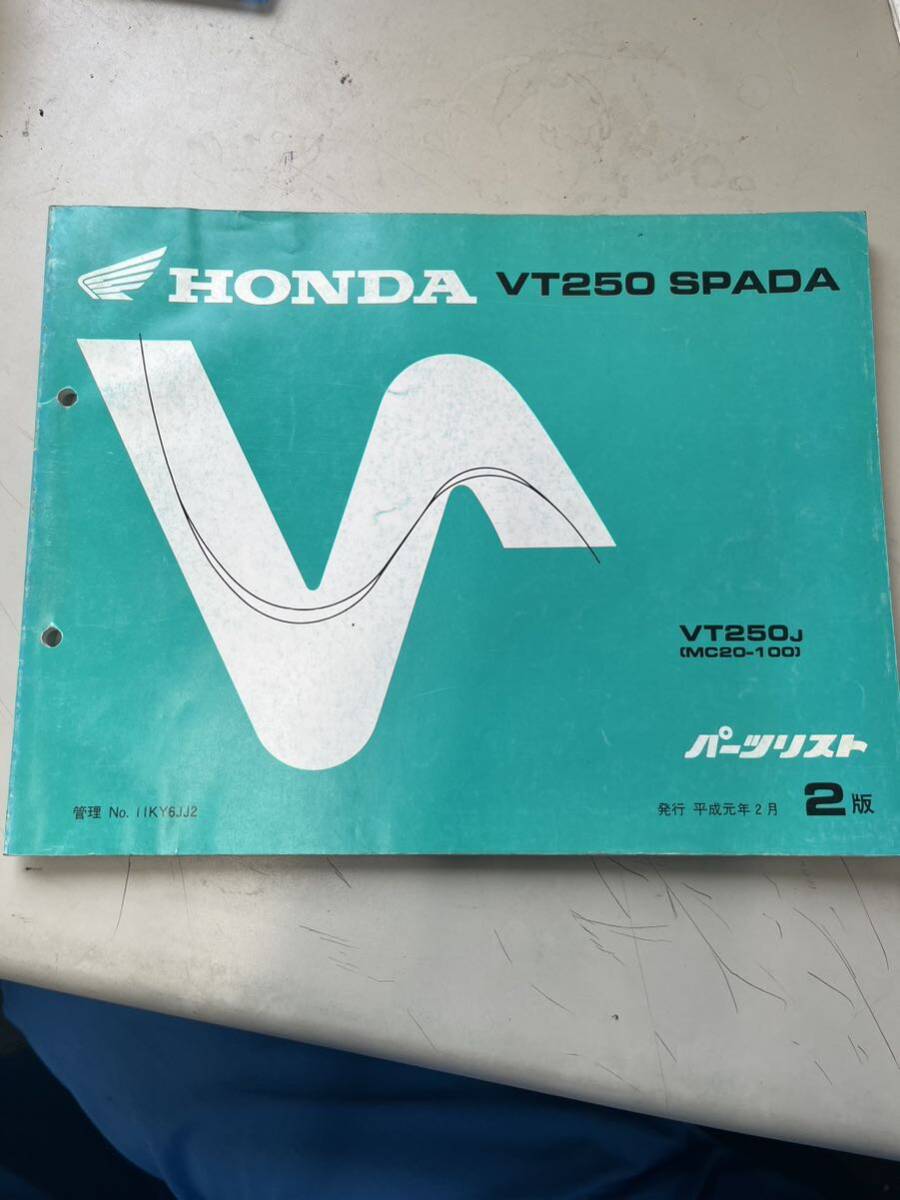 HONDA VT250 SPADA
VT250J
(MC20-100)
パーツリスト
管理 No. 11KY6JJ2
発行 平成元年2月 2版